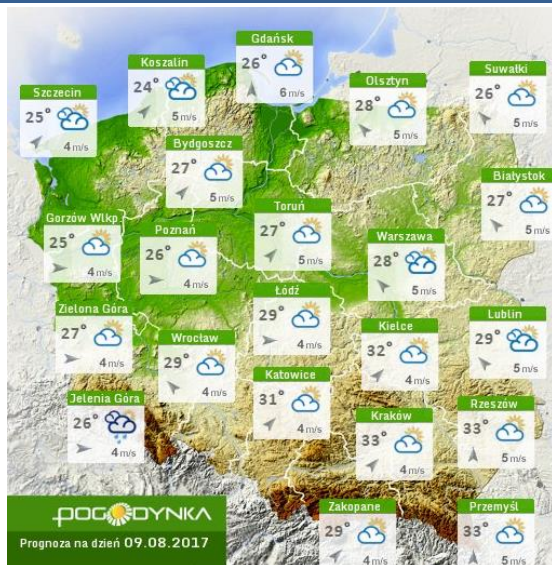 Gdańsk
26°
6 m/s
Koszalin
24°
5 m/s
Szczecin
25°
4 m/s
Olsztyn
28°
5 m/s
Suwałki
26°
5 m/s
Bydgoszcz
27°
5 m/s
Białystok
27°
5 m/s
Toruń
27°
5 m/s
Gorzów Wlkp.
25°
4 m/s
Poznań
26°
4 m/s
Warszawa
28°
5 m/s
Łódź
29°
4 m/s
Zielona Góra
27°
4 m/s
Wrocław
29°
4 m/s
Kielce
32°
4 m/s
Lublin
29°
5 m/s
Katowice
31°
4 m/s
Jelenia Góra
26°
4 m/s
Kraków
33°
4 m/s
Rzeszów
33°
5 m/s
Zakopane
29°
4 m/s
Przemyśl
33°
5 m/s
POGODYNKA
Prognoza na dzień 09.08.2017